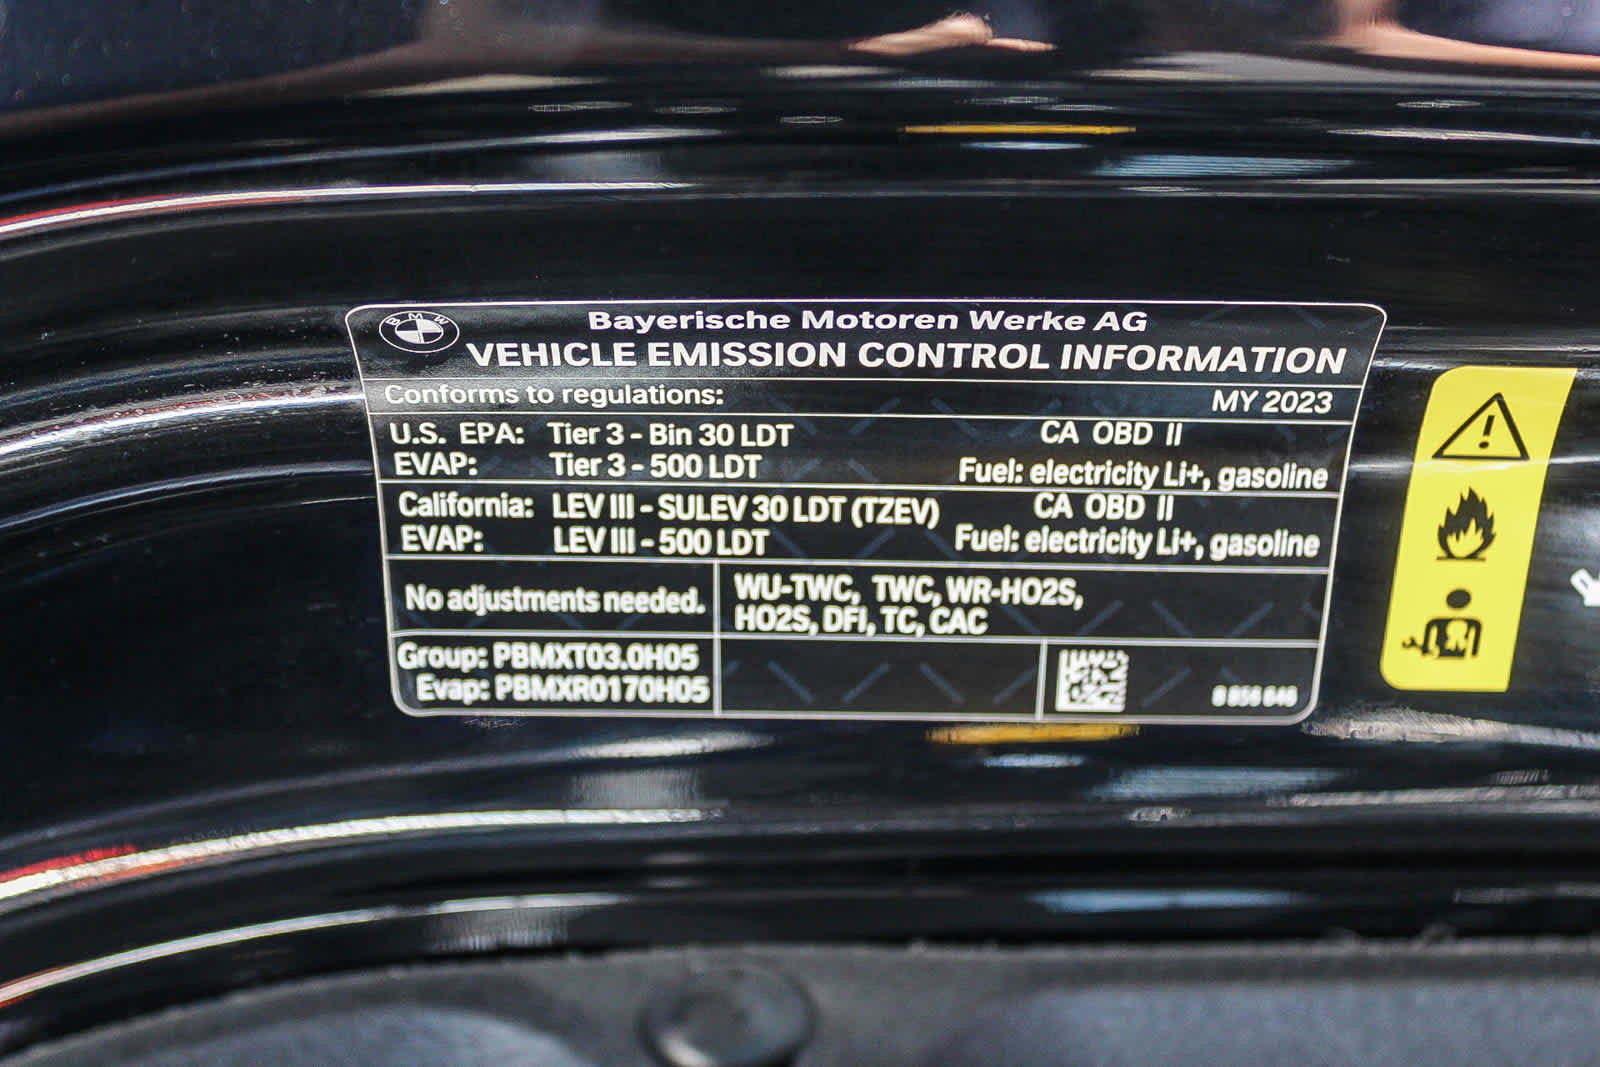 BMW
Bayerische Motoren Werke AG
VEHICLE EMISSION CONTROL INFORMATION
Conforms to regulations: MY 2023
U.S. EPA: Tier 3 - Bin 30 LDT CA OBD II
EVAP: Tier 3 - 500 LDT Fuel: electricity Li+, gasoline
California: LEV III - SULEV 30 LDT (TZEV) CA OBD II
EVAP: LEV III - 500 LDT Fuel: electricity Li+, gasoline
No adjustments needed.
WU-TWC, TWC, WR-HO2S,
HO2S, DFI, TC, CAC
Group: PBMXT03.0H05
Evap: PBMXR0170H05